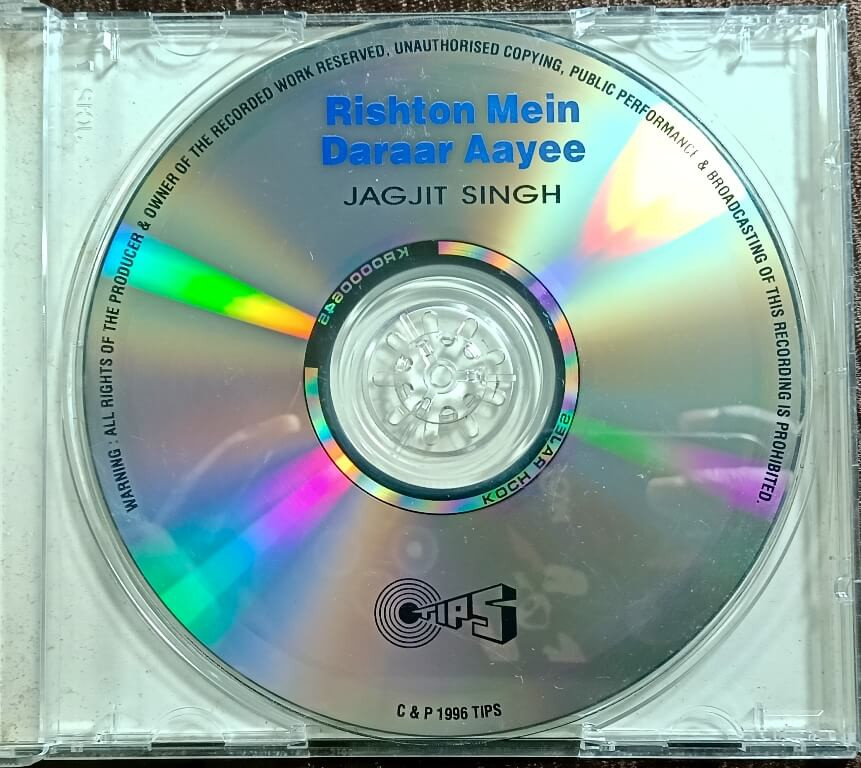 WARNING : ALL RIGHTS OF THE PRODUCER & OWNER OF THE RECORDED WORK RESERVED, UNAUTHORISED COPYING, PUBLIC PERFORMANCE & BROADCASTING OF THIS RECORDING IS PROHIBITED.
Rishton Mein
Daraar Aayee
JAGJIT SINGH
TIPS
C & P 1996 TIPS